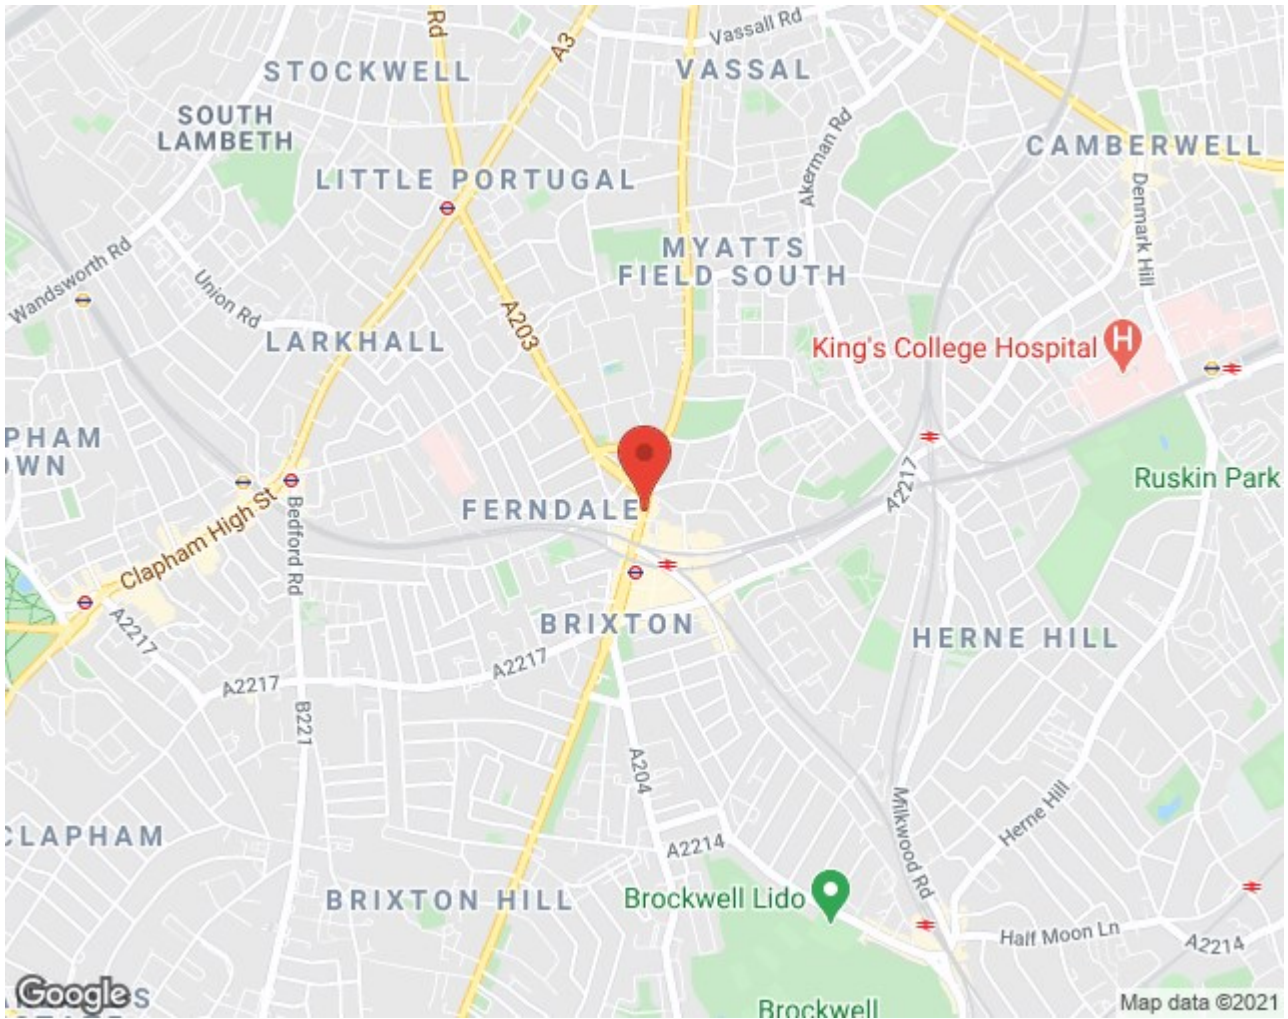 Rd
A3
Vassall Rd
STOCKWELL
VASSAL
SOUTH
LAMBETH
Akerman Rd
CAMBERWELL
LITTLE PORTUGAL
Denmark Hill
Wandsworth Rd
MYATTS
FIELD SOUTH
Union Rd
A203
LARKHALL
King's College Hospital
H
PHAM
OWN
A2217
Ruskin Park
Clapham High St
Bedford Rd
FERNDALE
A2217
BRIXTON
HERNE HILL
A2217
A2217
B221
A204
Milkwood Rd
Herne Hill
CLAPHAM
A2214
BRIXTON HILL
Brockwell Lido
Half Moon Ln
A2214
Google
S
Brockwell
Map data ©2021